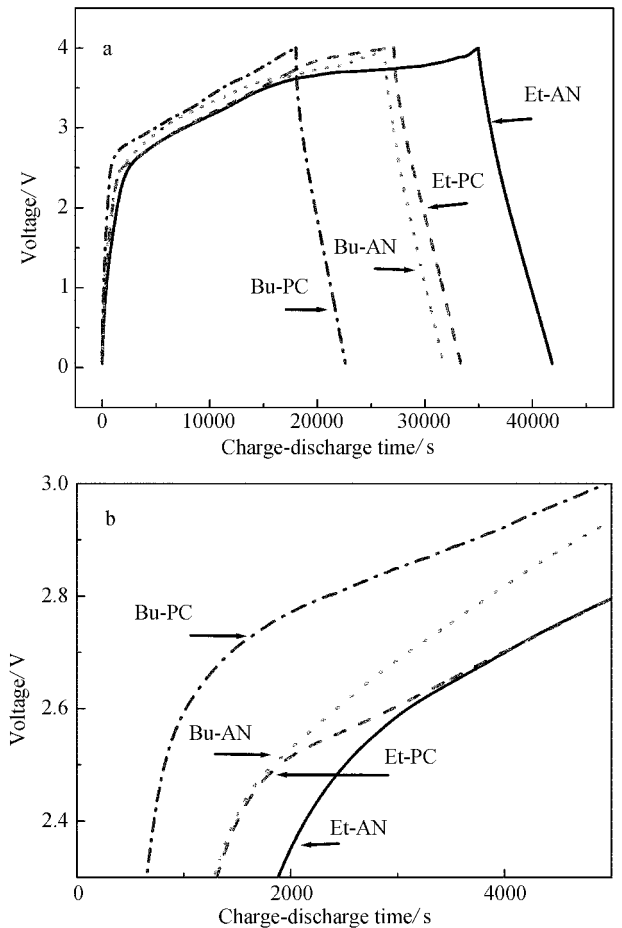 a
4
3
2
1
0
Voltage/ V
Et-AN
Et-PC
Bu-AN
Bu-PC
0 10000 20000 30000 40000
Charge-discharge time/ s
b
3.0
2.8
2.6
2.4
Voltage/ V
Bu-PC
Bu-AN
Et-PC
Et-AN
0 2000 4000
Charge-discharge time/ s